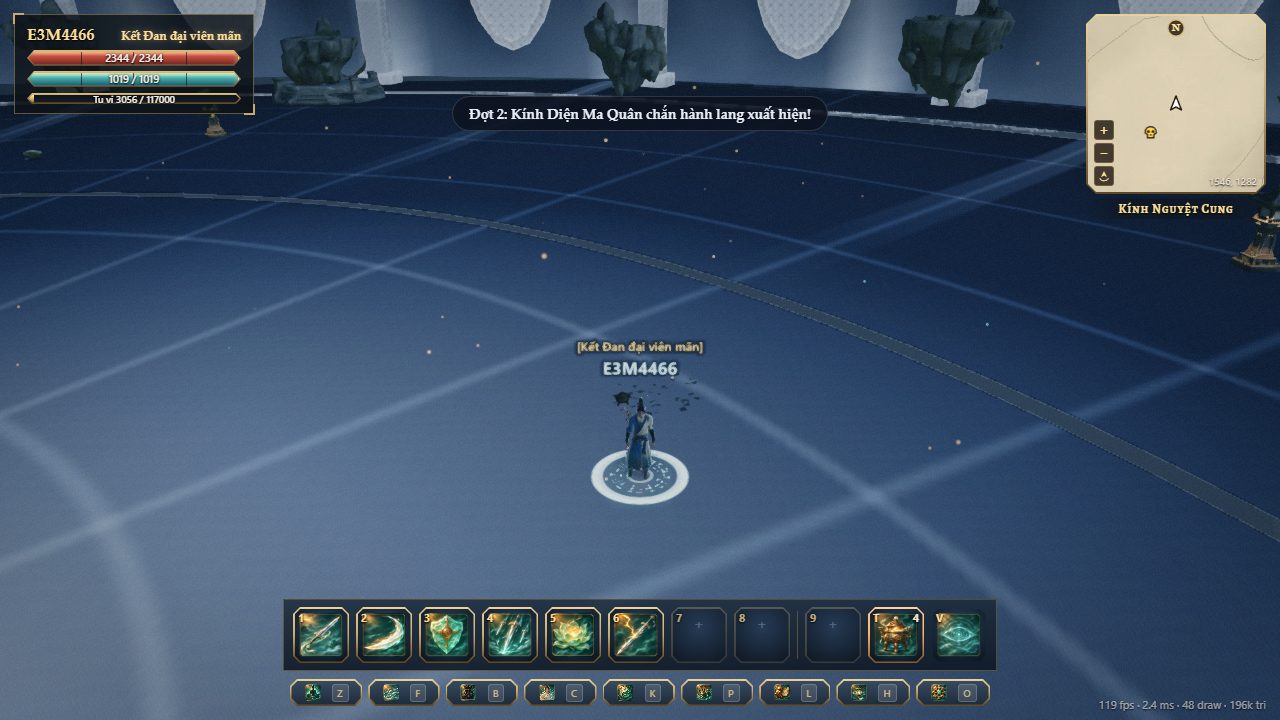 E3M4466 Kết Đan đại viên mãn
2344 / 2344
1019 / 1019
Tu vi 3056 / 117000
Đợt 2: Kính Diện Ma Quân chắn hành lang xuất hiện!
N
+
−
1546, 1282
Kính Nguyệt Cung
[Kết Đan đại viên mãn]
E3M4466
1 2 3 4 5 6 7 + 8 + 9 + T 4 V
Z F B C K P L H O
119 fps · 2.4 ms · 48 draw · 196k tri